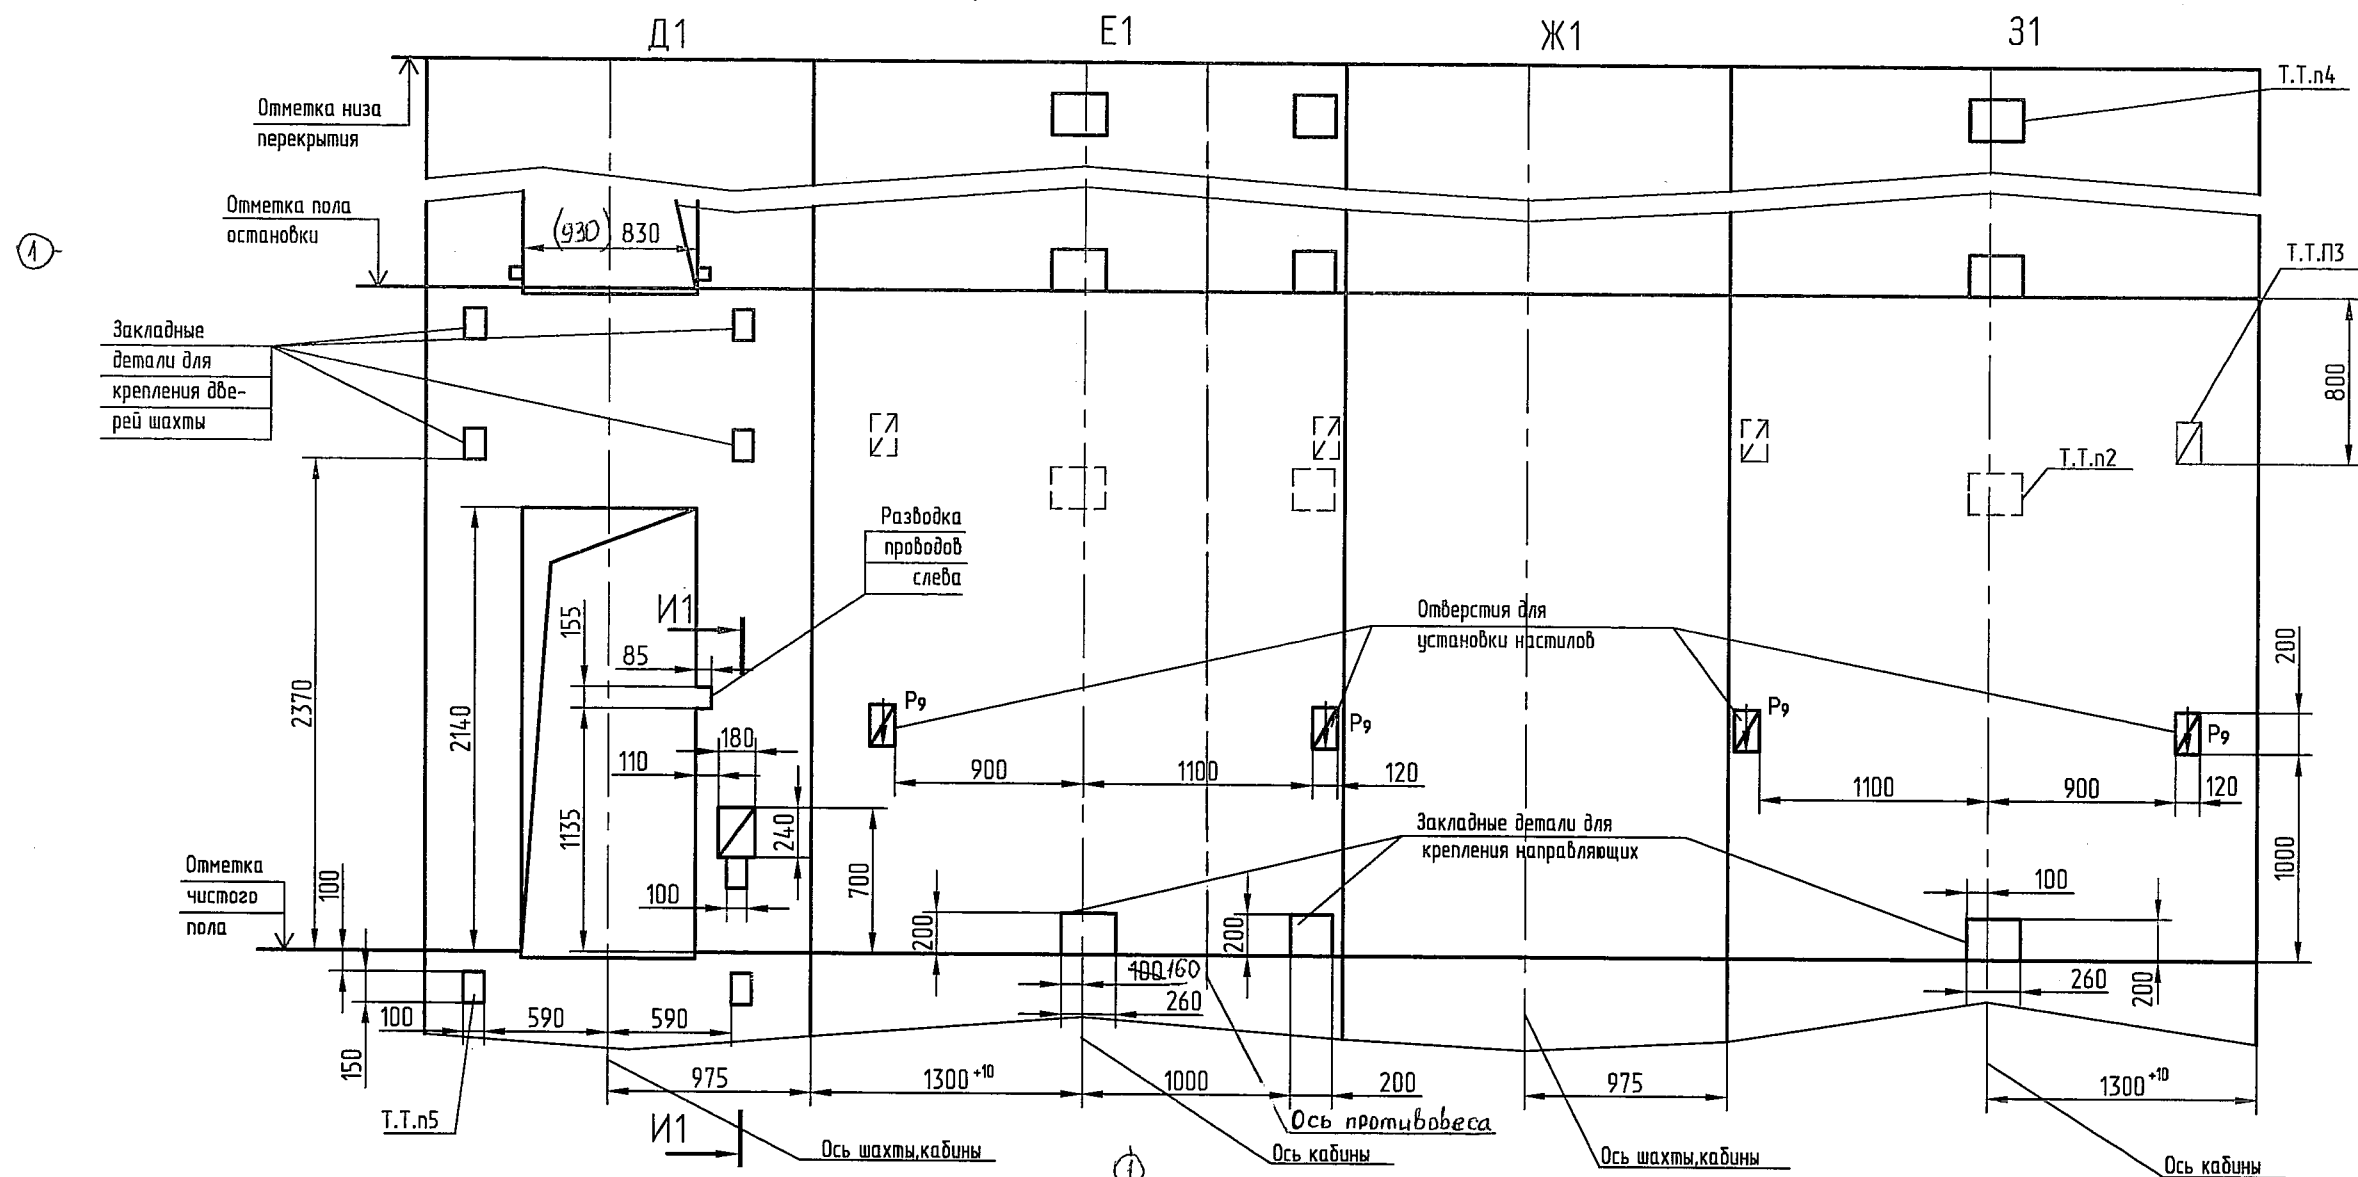 Д1
Е1
Ж1
З1
Т.Т.п4
Отметка низа
перекрытия
Отметка пола
остановки
(930) 830
1
Т.Т.П3
Закладные
детали для
крепления две-
рей шахты
800
Т.Т.п2
Разводка
проводов
слева
И1
155
85
Отверстия для
установки настилов
200
2370
2140
Р9
Р9
Р9
Р9
180
110
900
1100
120
1100
900
120
1135
240
700
Закладные детали для
крепления направляющих
1000
Отметка
чистого
пола
100
100
200
200
100
100 160
260
260
200
100
590
590
150
975
1300 +10
1000
200
975
1300 +10
Т.Т.п5
И1
Ось шахты,кабины
Ось противовеса
Ось кабины
Ось шахты,кабины
Ось кабины
1